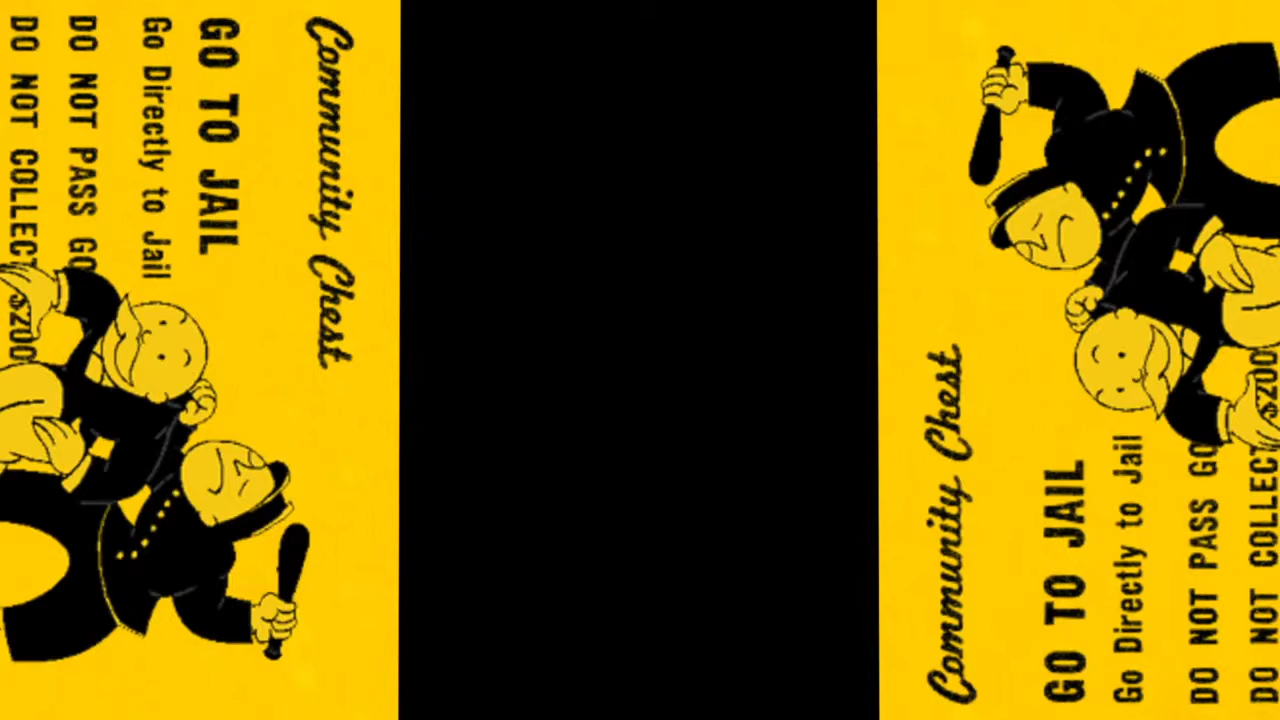 Community Chest
GO TO JAIL
Go Directly to Jail
DO NOT PASS GO
DO NOT COLLECT $200
Community Chest
GO TO JAIL
Go Directly to Jail
DO NOT PASS GO
DO NOT COLLECT $200